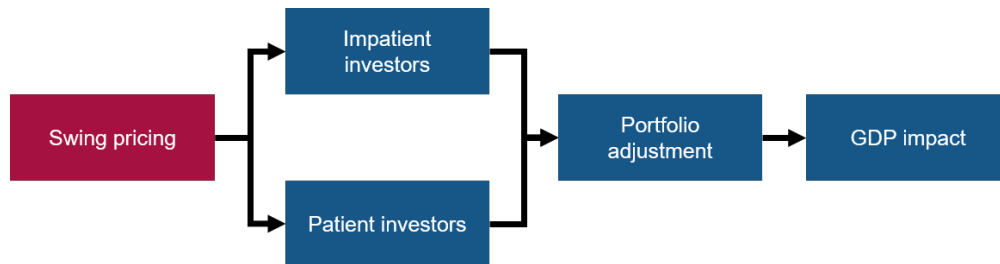 Swing pricing
Impatient
investors
Patient investors
Portfolio
adjustment
GDP impact